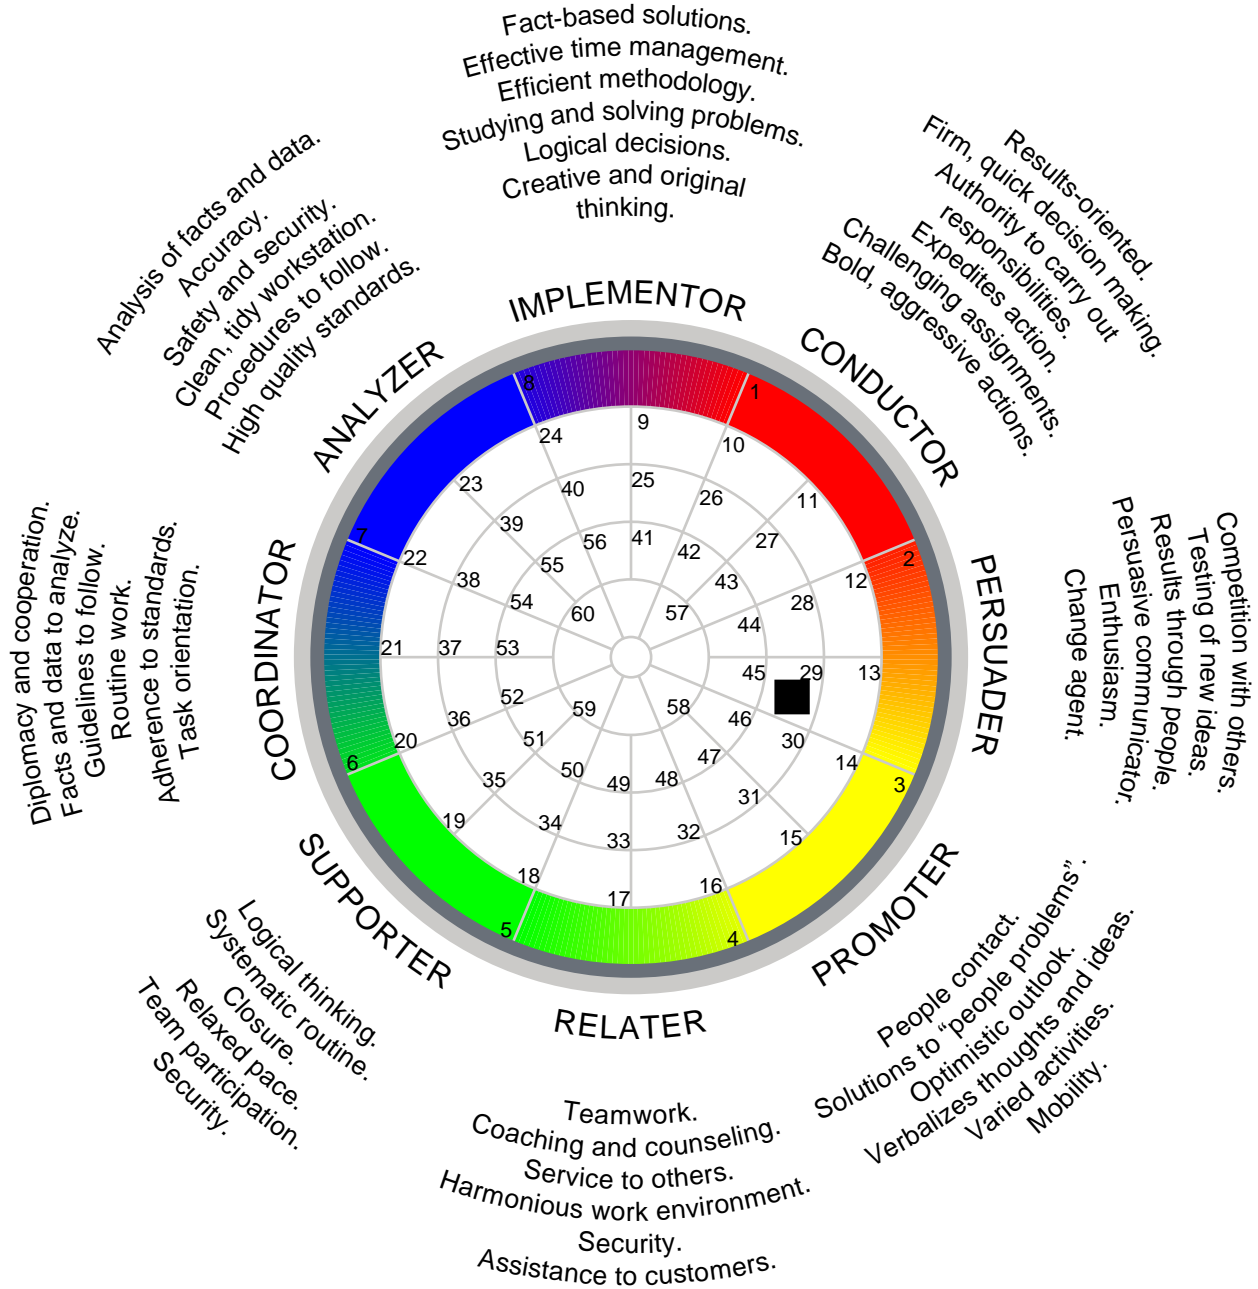 Fact-based solutions.
Effective time management.
Efficient methodology.
Studying and solving problems.
Logical decisions.
Creative and original
thinking.
Results-oriented.
Firm, quick decision making.
Authority to carry out
responsibilities.
Expedites action.
Challenging assignments.
Bold, aggressive actions.
Analysis of facts and data.
Accuracy.
Safety and security.
Clean, tidy workstation.
Procedures to follow.
High quality standards.
IMPLEMENTOR
CONDUCTOR
ANALYZER
PERSUADER
COORDINATOR
PROMOTER
SUPPORTER
RELATER
Competition with others.
Testing of new ideas.
Results through people.
Persuasive communicator.
Enthusiasm.
Change agent.
Diplomacy and cooperation.
Facts and data to analyze.
Guidelines to follow.
Routine work.
Adherence to standards.
Task orientation.
8
1
9
24
10
23
40
25
26
11
7
39
56
41
42
27
2
22
38
55
43
28
12
54
60
57
44
21
37
53
45
29
13
52
59
58
46
6
20
36
51
47
30
14
3
35
50
49
48
31
19
34
33
32
15
18
17
16
5
4
People contact.
Solutions to “people problems”.
Optimistic outlook.
Verbalizes thoughts and ideas.
Varied activities.
Mobility.
Logical thinking.
Systematic routine.
Closure.
Relaxed pace.
Team participation.
Security.
Teamwork.
Coaching and counseling.
Service to others.
Harmonious work environment.
Security.
Assistance to customers.